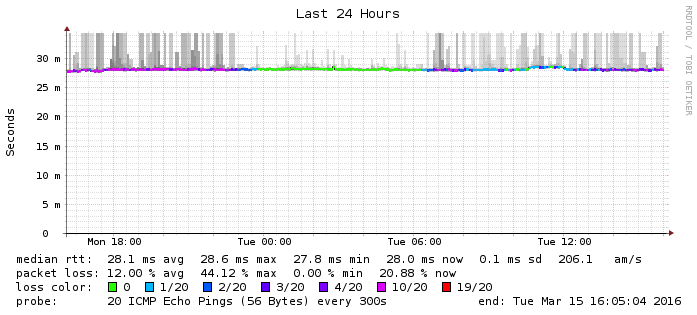 Last 24 Hours
RRDTOOL / TOBI OETIKER
Seconds
30 m
25 m
20 m
15 m
10 m
5 m
0
Mon 18:00 Tue 00:00 Tue 06:00 Tue 12:00
median rtt: 28.1 ms avg 28.6 ms max 27.8 ms min 28.0 ms now 0.1 ms sd 206.1 am/s
packet loss: 12.00 % avg 44.12 % max 0.00 % min 20.88 % now
loss color: 0 1/20 2/20 3/20 4/20 10/20 19/20
probe: 20 ICMP Echo Pings (56 Bytes) every 300s end: Tue Mar 15 16:05:04 2016